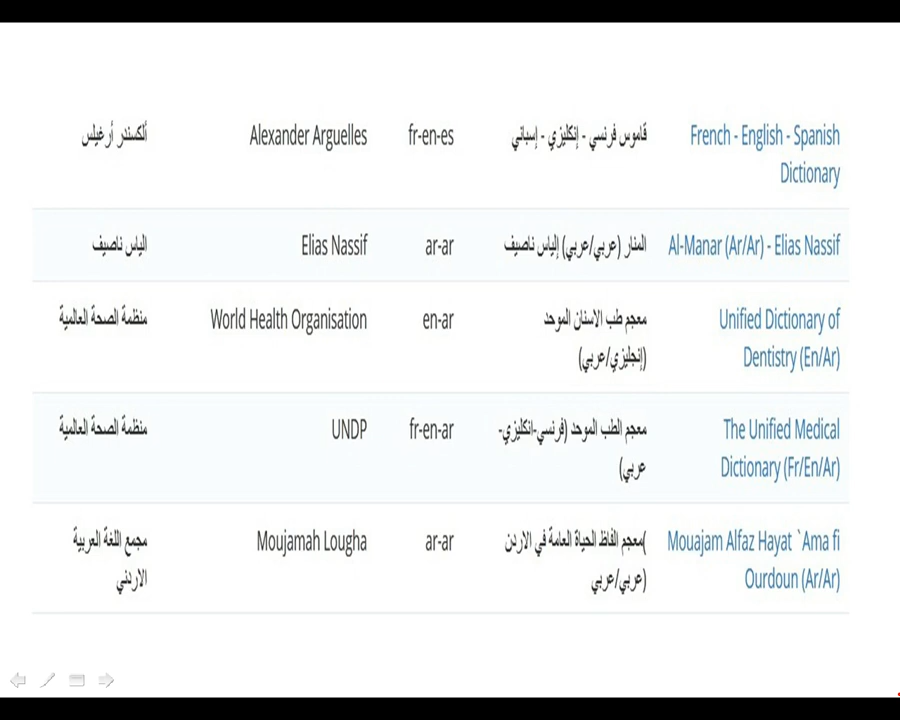 French - English - Spanish
Dictionary
قاموس فرنسي - إنكليزي - إسباني
fr-en-es
Alexander Arguelles
ألكسندر أرغيلس
Al-Manar (Ar/Ar) - Elias Nassif
المنار (عربي/عربي) إلياس ناصيف
ar-ar
Elias Nassif
الياس ناصيف
Unified Dictionary of
Dentistry (En/Ar)
معجم طب الاسنان الموحد
(إنجليزي/عربي)
en-ar
World Health Organisation
منظمة الصحة العالمية
The Unified Medical
Dictionary (Fr/En/Ar)
معجم الطب الموحد (فرنسي-انكليزي-
عربي)
fr-en-ar
UNDP
منظمة الصحة العالمية
Mouajam Alfaz Hayat `Ama fi
Ourdoun (Ar/Ar)
)معجم الفاظ الحياة العامة في الاردن
(عربي/عربي
ar-ar
Moujamah Lougha
مجمع اللغة العربية
الاردني